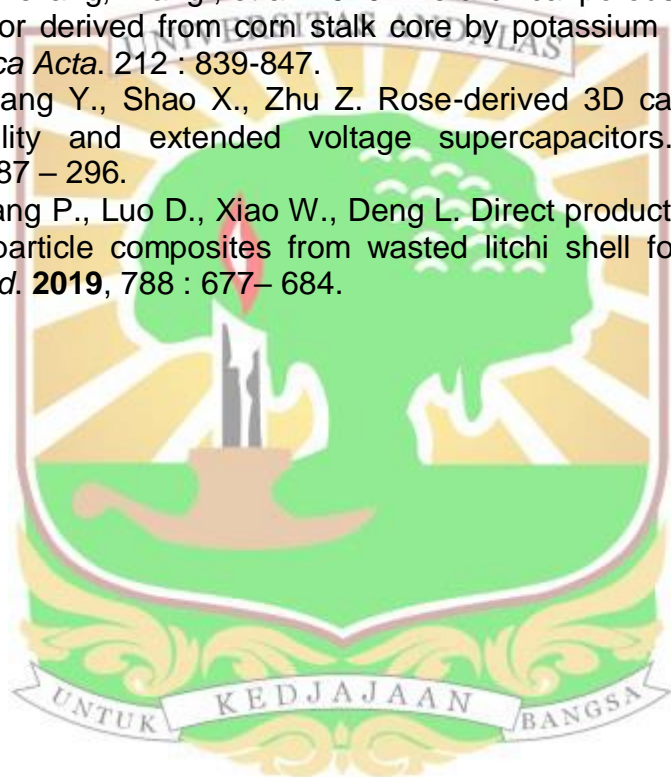 or derived from corn stalk core by potassium
UNIVERSITAS ANDALAS
ca Acta. 212 : 839-847.
ang Y., Shao X., Zhu Z. Rose-derived 3D ca
lity and extended voltage supercapacitors.
87 – 296.
ang P., Luo D., Xiao W., Deng L. Direct product
particle composites from wasted litchi shell fo
d. 2019, 788 : 677– 684.
UNTUK KEDJAJAAN BANGSA